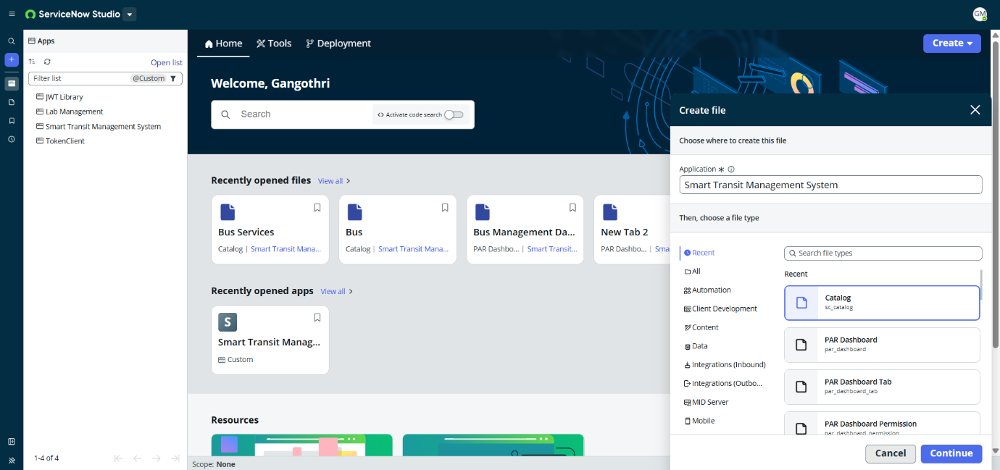 ServiceNow Studio
GM
Apps
Open list
Filter list
@Custom
JWT Library
Lab Management
Smart Transit Management System
TokenClient
1-4 of 4
Home
Tools
Deployment
Create
Welcome, Gangothri
Search
<> Activate code search
Recently opened files
View all
Bus Services
Catalog | Smart Transit Mana...
Bus
Catalog | Smart Transit Mana...
Bus Management Da...
PAR Dashbo... | Smart Transit...
New Tab 2
PAR Dashbo... | Sma
Recently opened apps
View all
S
Smart Transit Manag...
Custom
Resources
Scope: None
Create file
Choose where to create this file
Application
Smart Transit Management System
Then, choose a file type
Recent
All
Automation
Client Development
Content
Data
Integrations (Inbound)
Integrations (Outbo...
MID Server
Mobile
Search file types
Recent
Catalog
sc_catalog
PAR Dashboard
par_dashboard
PAR Dashboard Tab
par_dashboard_tab
PAR Dashboard Permission
par_dashboard_permission
Cancel
Continue